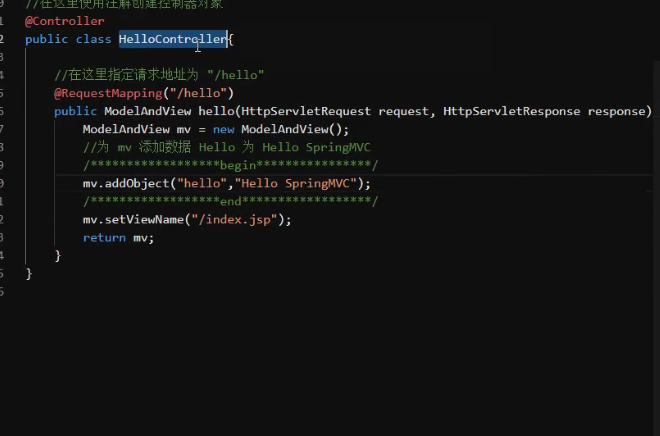 //在这里使用注解创建控制器对象
@Controller
public class HelloController{
//在这里指定请求地址为 "/hello"
@RequestMapping("/hello")
public ModelAndView hello(HttpServletRequest request, HttpServletResponse response)
ModelAndView mv = new ModelAndView();
//为 mv 添加数据 Hello 为 Hello SpringMVC
/******************begin****************/
mv.addObject("hello","Hello SpringMVC");
/******************end******************/
mv.setViewName("/index.jsp");
return mv;
}
}